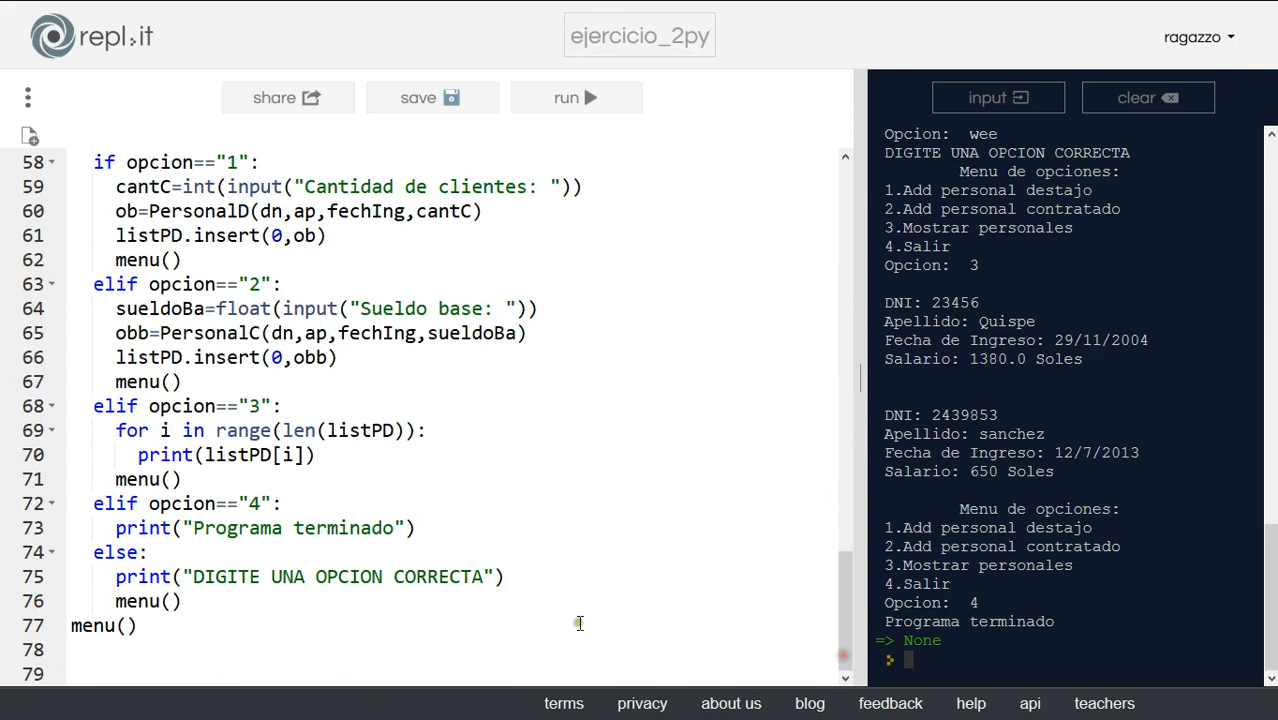 repl.it
ejercicio_2py
ragazzo
share
save
run
input
clear
58 if opcion=="1":
59 cantC=int(input("Cantidad de clientes: "))
60 ob=PersonalD(dn,ap,fechIng,cantC)
61 listPD.insert(0,ob)
62 menu()
63 elif opcion=="2":
64 sueldoBa=float(input("Sueldo base: "))
65 obb=PersonalC(dn,ap,fechIng,sueldoBa)
66 listPD.insert(0,obb)
67 menu()
68 elif opcion=="3":
69 for i in range(len(listPD)):
70 print(listPD[i])
71 menu()
72 elif opcion=="4":
73 print("Programa terminado")
74 else:
75 print("DIGITE UNA OPCION CORRECTA")
76 menu()
77 menu()
78
79
Opcion: wee
DIGITE UNA OPCION CORRECTA
Menu de opciones:
1.Add personal destajo
2.Add personal contratado
3.Mostrar personales
4.Salir
Opcion: 3
DNI: 23456
Apellido: Quispe
Fecha de Ingreso: 29/11/2004
Salario: 1380.0 Soles
DNI: 2439853
Apellido: sanchez
Fecha de Ingreso: 12/7/2013
Salario: 650 Soles
Menu de opciones:
1.Add personal destajo
2.Add personal contratado
3.Mostrar personales
4.Salir
Opcion: 4
Programa terminado
=> None
terms privacy about us blog feedback help api teachers